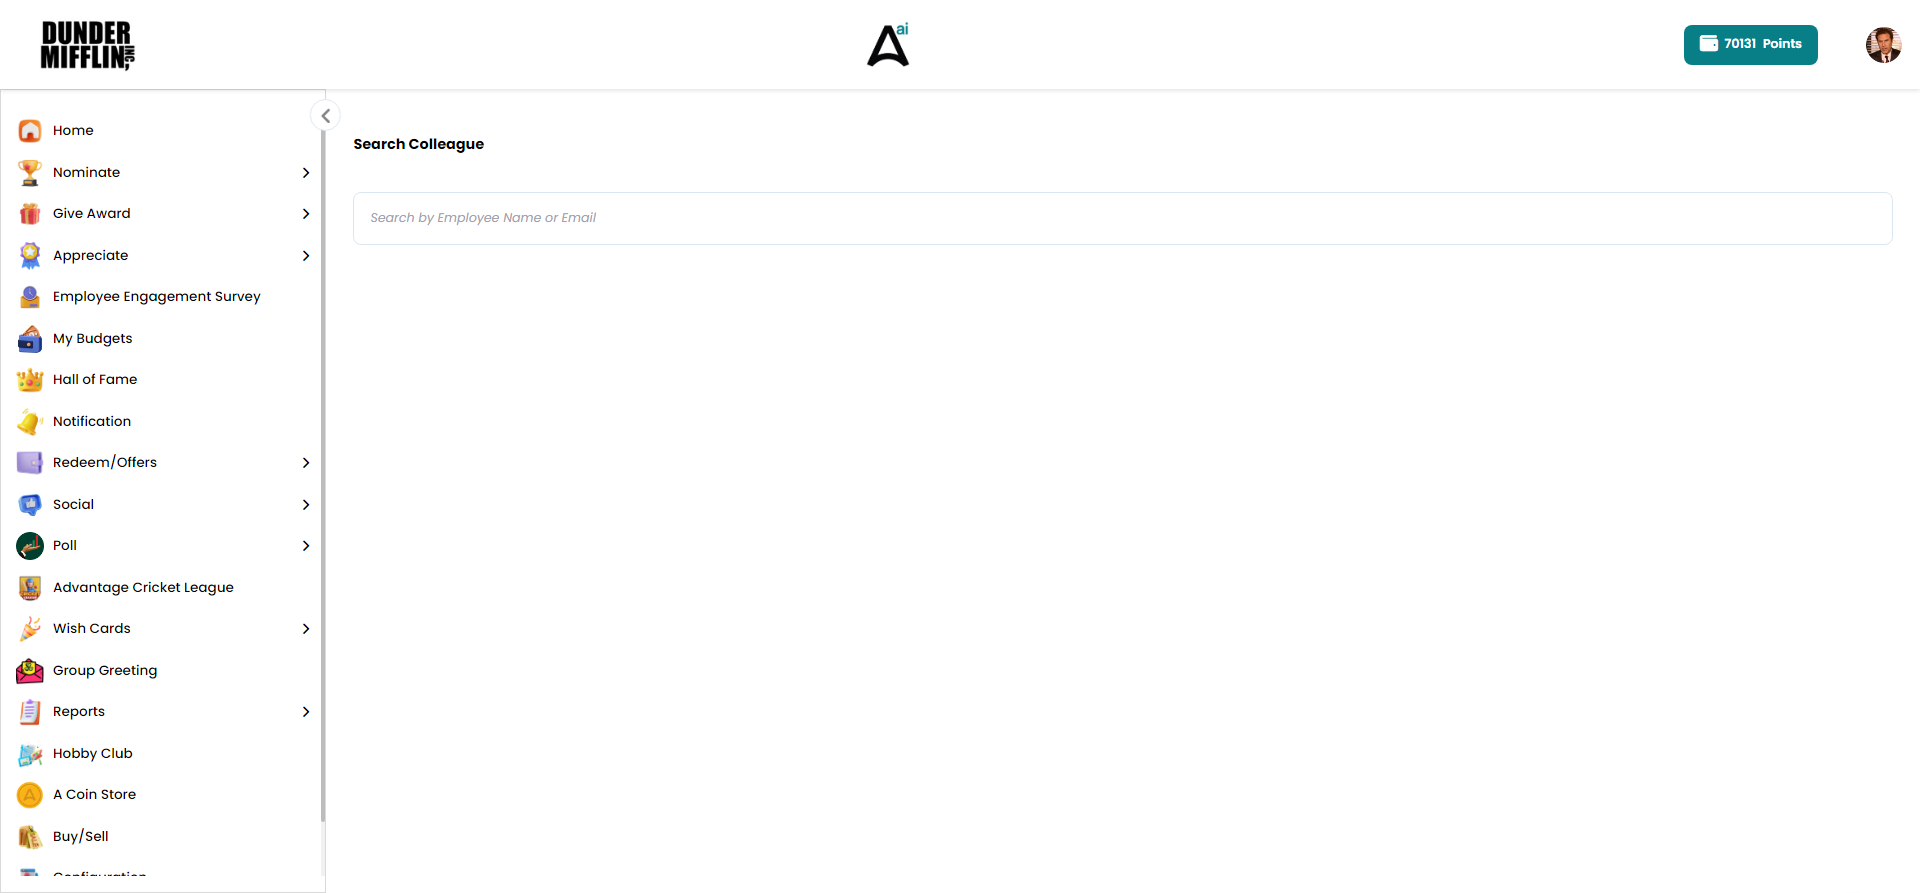 DUNDER
MIFFLIN INC,
ai
70131 Points
Home
Nominate
Give Award
Appreciate
Employee Engagement Survey
My Budgets
Hall of Fame
Notification
Redeem/Offers
Social
Poll
Advantage Cricket League
Wish Cards
Group Greeting
Reports
Hobby Club
A Coin Store
Buy/Sell
Configuration
Search Colleague
Search by Employee Name or Email